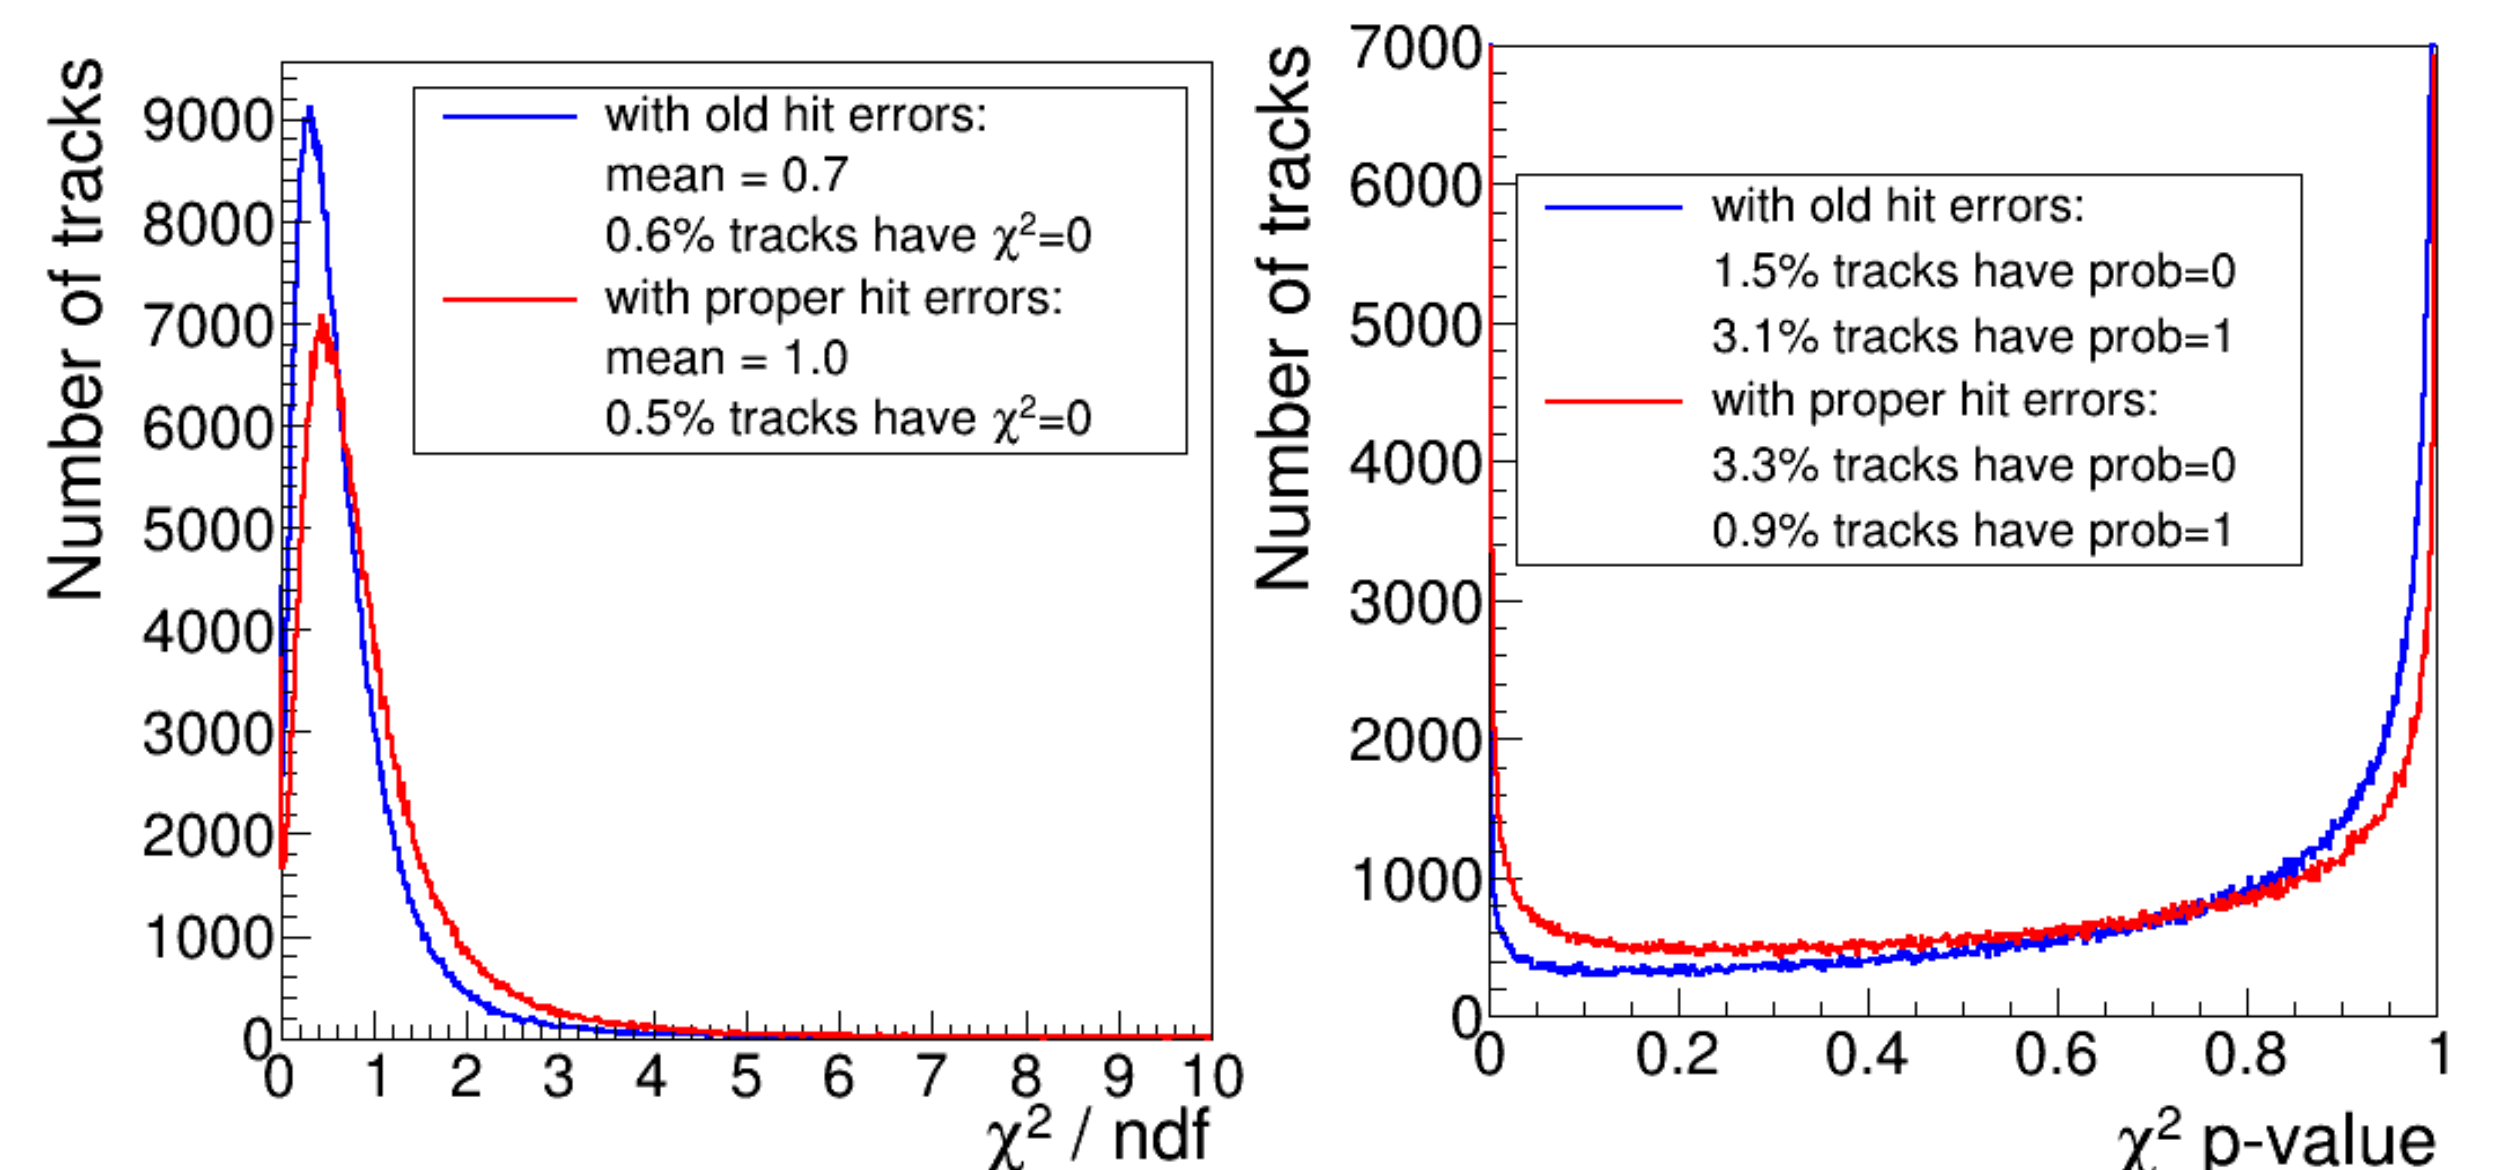 Number of tracks
9000
8000
7000
6000
5000
4000
3000
2000
1000
0
with old hit errors:
mean = 0.7
0.6% tracks have χ²=0
with proper hit errors:
mean = 1.0
0.5% tracks have χ²=0
0 1 2 3 4 5 6 7 8 9 10
χ² / ndf
Number of tracks
7000
6000
5000
4000
3000
2000
1000
0
with old hit errors:
1.5% tracks have prob=0
3.1% tracks have prob=1
with proper hit errors:
3.3% tracks have prob=0
0.9% tracks have prob=1
0 0.2 0.4 0.6 0.8 1
χ² p-value